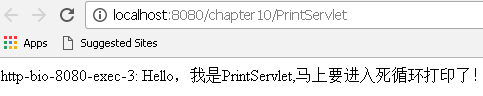 localhost:8080/chapter10/PrintServlet
Apps Suggested Sites
http-bio-8080-exec-3: Hello，我是PrintServlet,马上要进入死循环打印了！